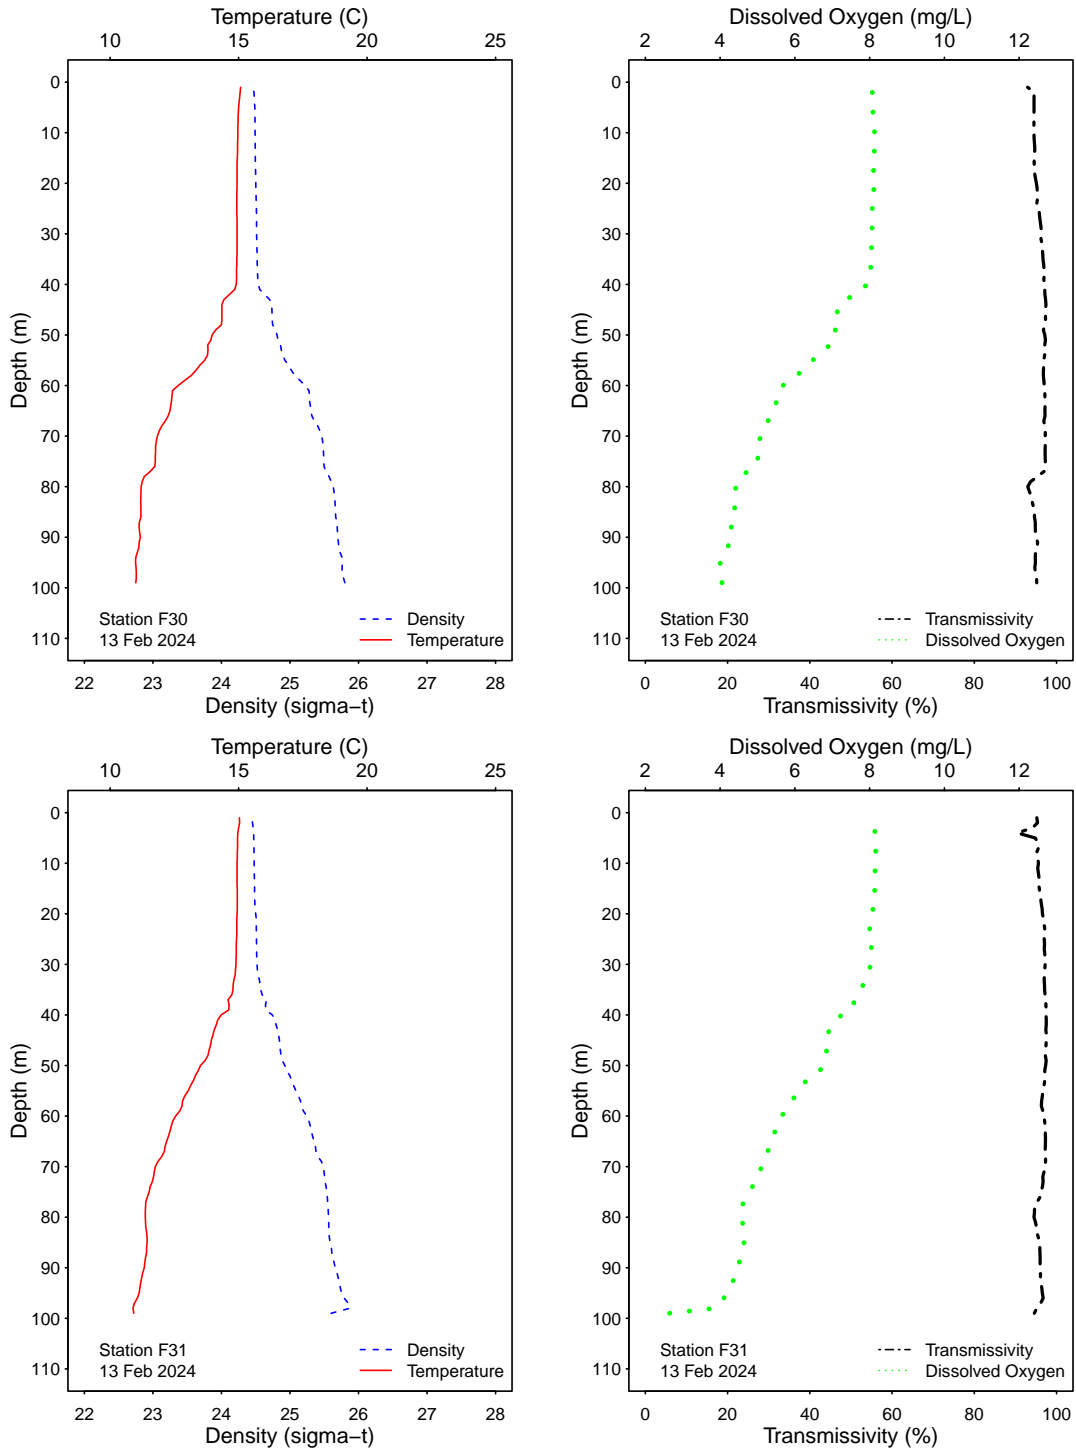 Temperature (C)
10 15 20 25
0
10
20
30
40
50
60
70
80
90
100
110
Depth (m)
Station F30
13 Feb 2024
Density
Temperature
22 23 24 25 26 27 28
Density (sigma−t)
Dissolved Oxygen (mg/L)
2 4 6 8 10 12
0
10
20
30
40
50
60
70
80
90
100
110
Depth (m)
Station F30
13 Feb 2024
Transmissivity
Dissolved Oxygen
0 20 40 60 80 100
Transmissivity (%)
Temperature (C)
10 15 20 25
0
10
20
30
40
50
60
70
80
90
100
110
Depth (m)
Station F31
13 Feb 2024
Density
Temperature
22 23 24 25 26 27 28
Density (sigma−t)
Dissolved Oxygen (mg/L)
2 4 6 8 10 12
0
10
20
30
40
50
60
70
80
90
100
110
Depth (m)
Station F31
13 Feb 2024
Transmissivity
Dissolved Oxygen
0 20 40 60 80 100
Transmissivity (%)